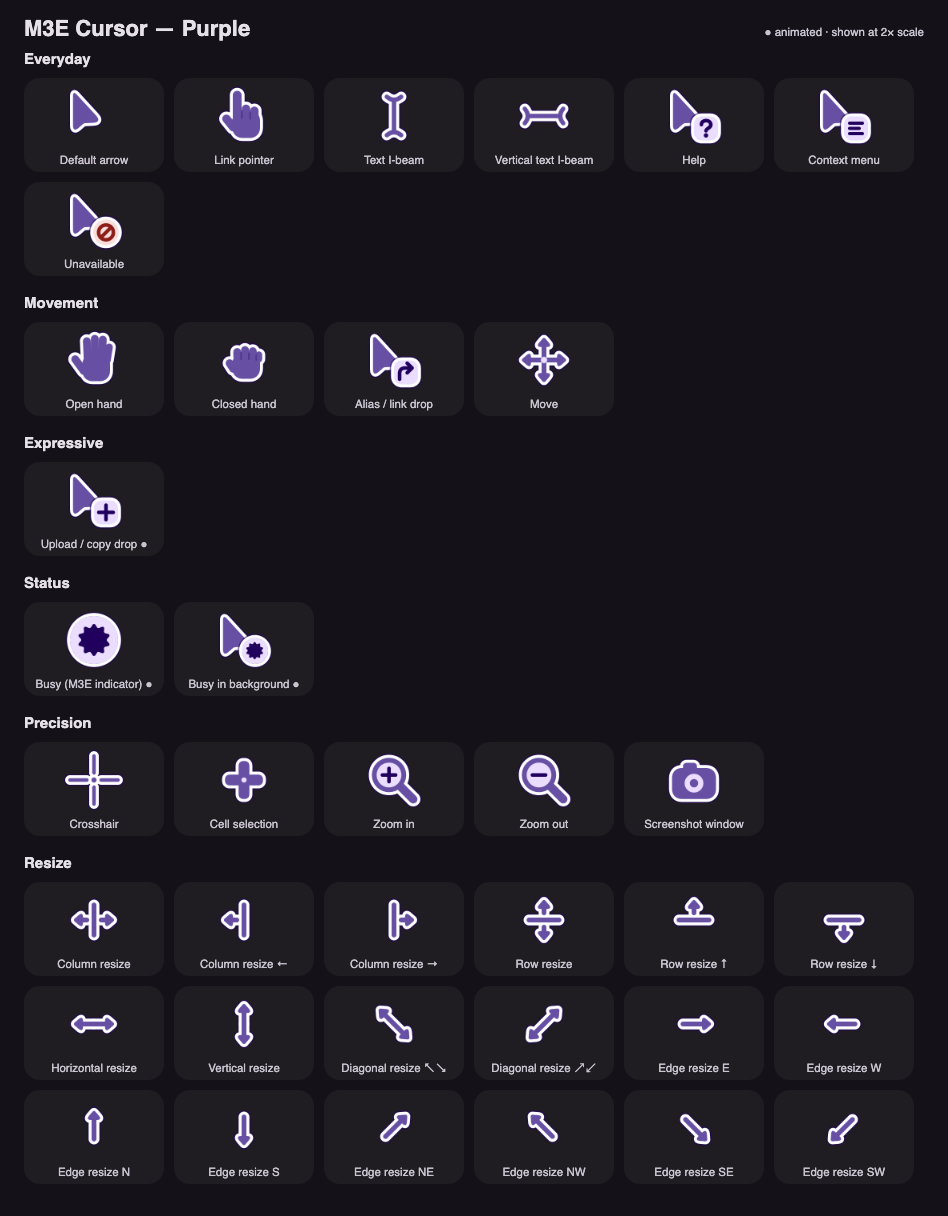 M3E Cursor — Purple
● animated · shown at 2× scale
Everyday
Default arrow
Link pointer
Text I-beam
Vertical text I-beam
?
Help
Context menu
Unavailable
Movement
Open hand
Closed hand
Alias / link drop
Move
Expressive
Upload / copy drop ●
Status
Busy (M3E indicator) ●
Busy in background ●
Precision
Crosshair
Cell selection
Zoom in
Zoom out
Screenshot window
Resize
Column resize
Column resize ←
Column resize →
Row resize
Row resize ↑
Row resize ↓
Horizontal resize
Vertical resize
Diagonal resize ↖↘
Diagonal resize ↗↙
Edge resize E
Edge resize W
Edge resize N
Edge resize S
Edge resize NE
Edge resize NW
Edge resize SE
Edge resize SW